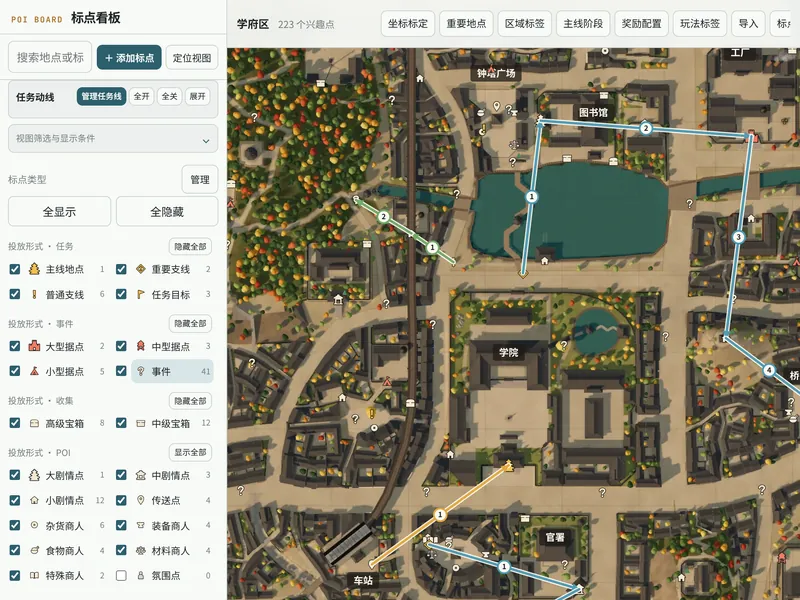 POI BOARD 标点看板
搜索地点或标
+ 添加标点
定位视图
任务动线
管理任务线
全开
全关
展开
视图筛选与显示条件
标点类型
管理
全显示
全隐藏
投放形式 · 任务
隐藏全部
主线地点 1
重要支线 2
普通支线 6
任务目标 3
投放形式 · 事件
隐藏全部
大型据点 2
中型据点 3
小型据点 5
事件 41
投放形式 · 收集
隐藏全部
高级宝箱 8
中级宝箱 12
投放形式 · POI
显示全部
大剧情点 1
中剧情点 3
小剧情点 12
传送点 4
杂货商人 6
装备商人 4
食物商人 4
材料商人 4
特殊商人 2
氛围点 0
学府区 223 个兴趣点
坐标标定
重要地点
区域标签
主线阶段
奖励配置
玩法标签
导入
标
工厂
钟塔广场
图书馆
2
1
2
1
3
学院
4
桥
1
官署
1
车站